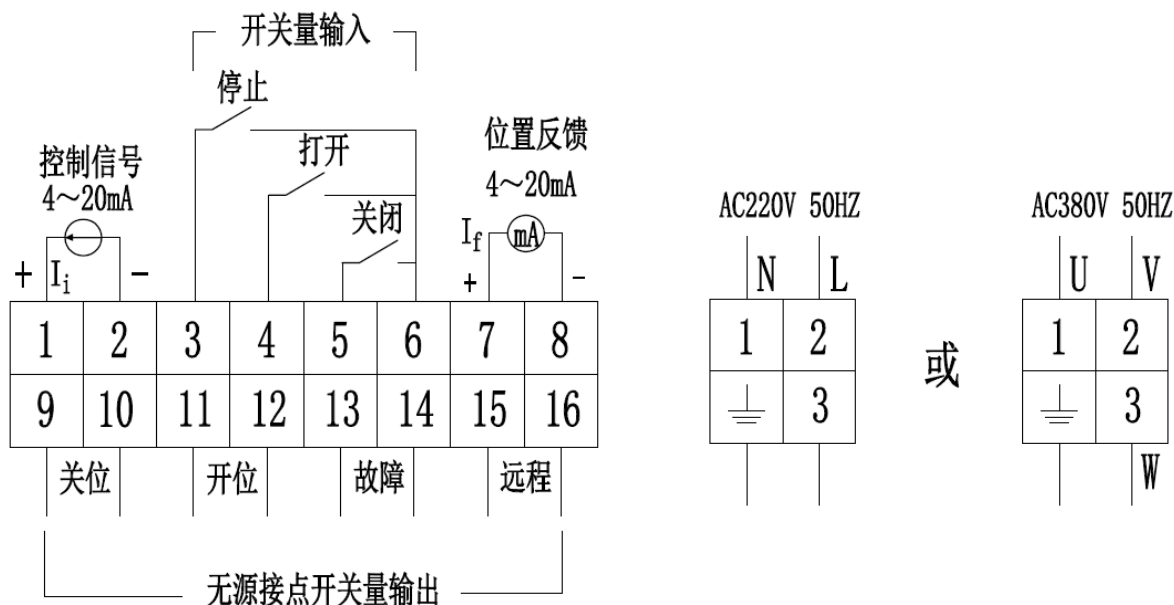 开关量输入
停止
打开
关闭
控制信号
4～20mA
+ Ii −
位置反馈
4～20mA
If mA
+ −
1 2 3 4 5 6 7 8
9 10 11 12 13 14 15 16
关位 开位 故障 远程
无源接点开关量输出
AC220V 50HZ
N L
1 2
3
或
AC380V 50HZ
U V
1 2
3
W